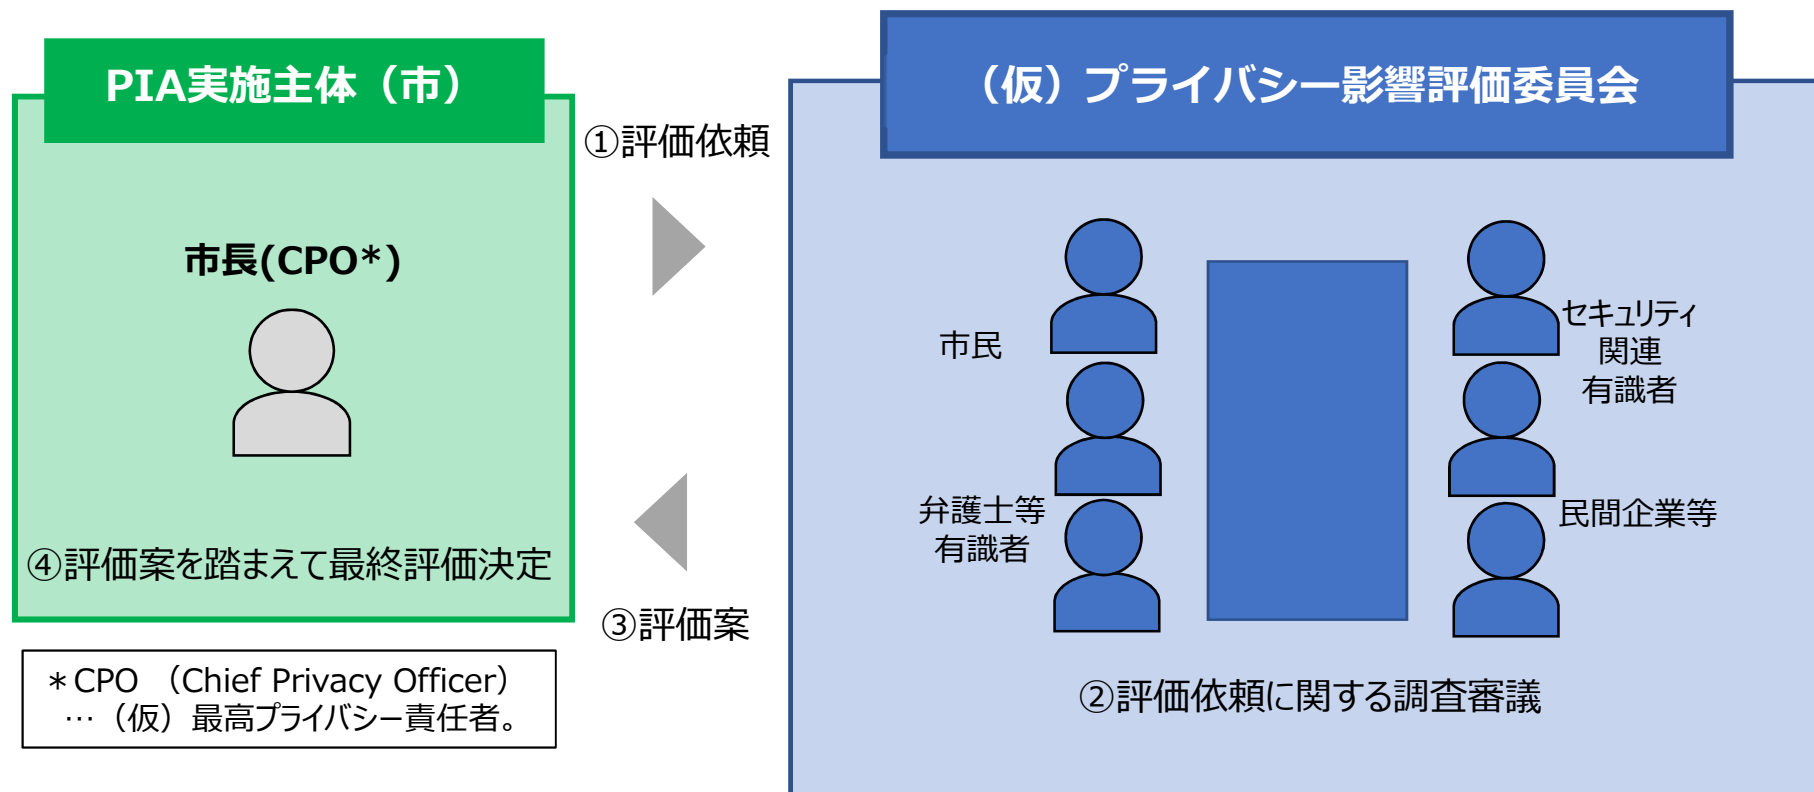 PIA実施主体（市）
市長(CPO*)
④評価案を踏まえて最終評価決定
＊CPO （Chief Privacy Officer）
…（仮）最高プライバシー責任者。
①評価依頼
③評価案
（仮）プライバシー影響評価委員会
市民
弁護士等
有識者
セキュリティ
関連
有識者
民間企業等
②評価依頼に関する調査審議